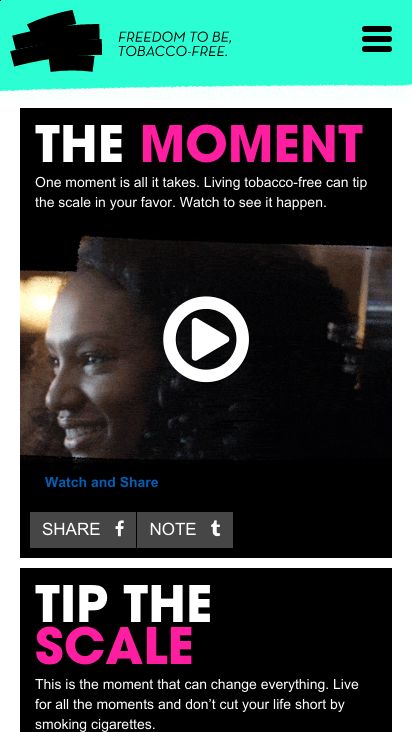 FREEDOM TO BE,
TOBACCO-FREE.
THE MOMENT
One moment is all it takes. Living tobacco-free can tip
the scale in your favor. Watch to see it happen.
Watch and Share
SHARE f NOTE t
TIP THE
SCALE
This is the moment that can change everything. Live
for all the moments and don’t cut your life short by
smoking cigarettes.